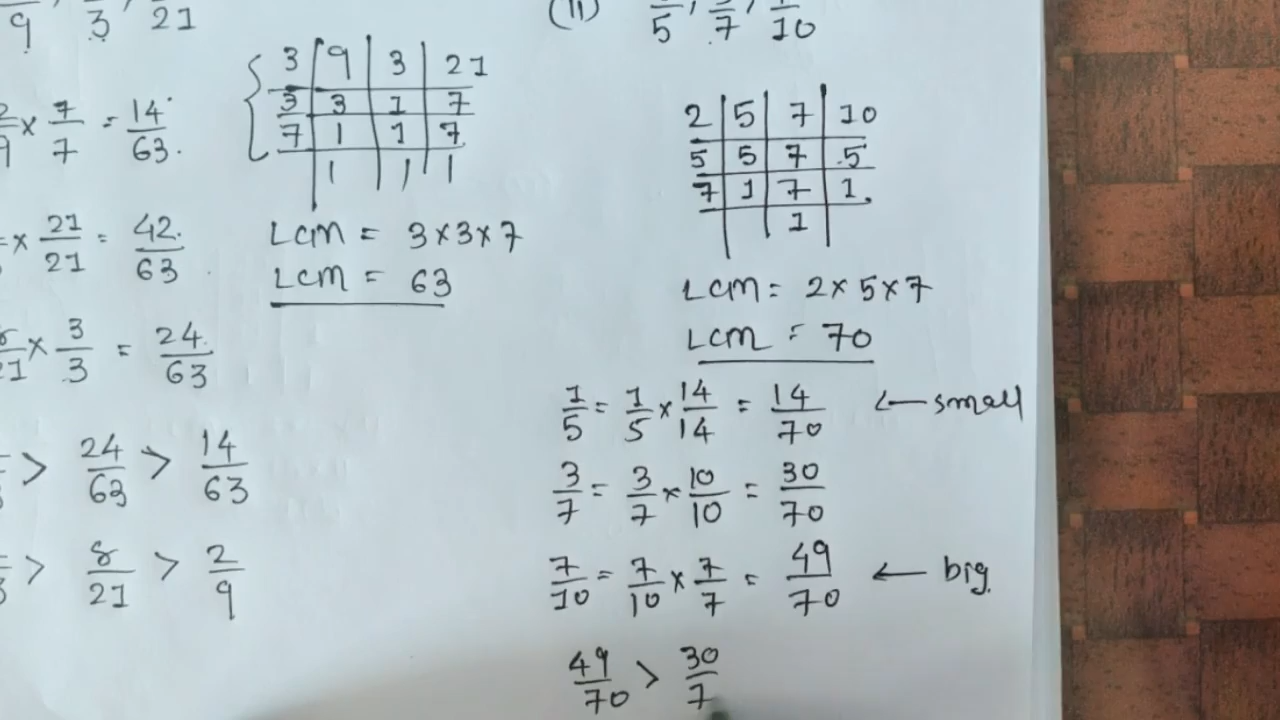 9, 3, 21
3 | 9 | 3 | 21
3 | 3 | 1 | 7
7 | 1 | 1 | 7
1 | 1 | 1
2/9 × 7/7 = 14/63
× 21/21 = 42/63
8/21 × 3/3 = 24/63
LCM = 3×3×7
LCM = 63
> 24/63 > 14/63
> 8/21 > 2/9
(ii) /5, /7, /10
2 | 5 | 7 | 10
5 | 5 | 7 | 5
7 | 1 | 7 | 1
1
LCM = 2×5×7
LCM = 70
1/5 = 1/5 × 14/14 = 14/70 ← small
3/7 = 3/7 × 10/10 = 30/70
7/10 = 7/10 × 7/7 = 49/70 ← big
49/70 > 30/7